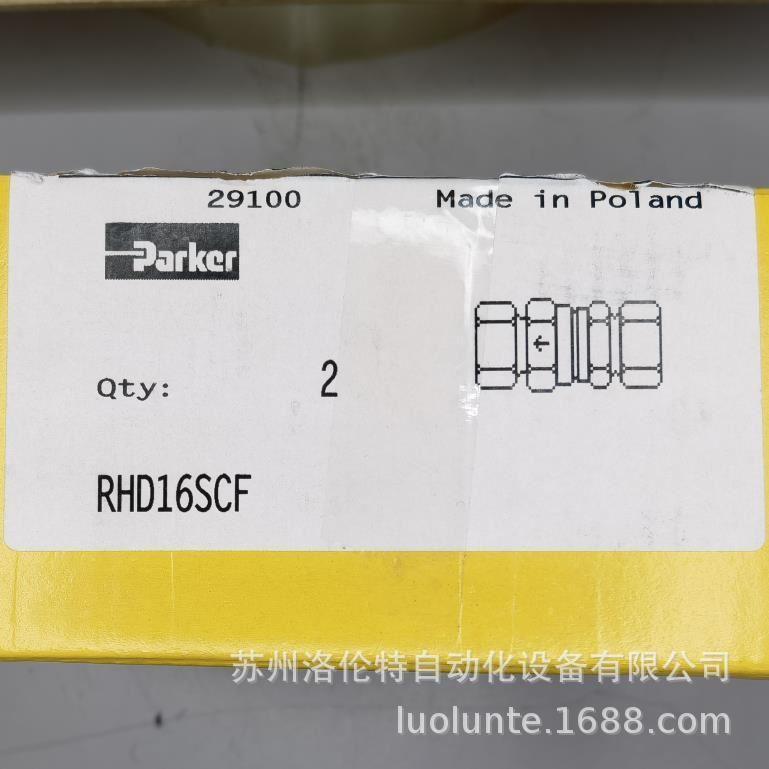 29100 Made in Poland
Parker
Qty: 2
RHD16SCF
苏州洛伦特自动化设备有限公司
luolunte.1688.com